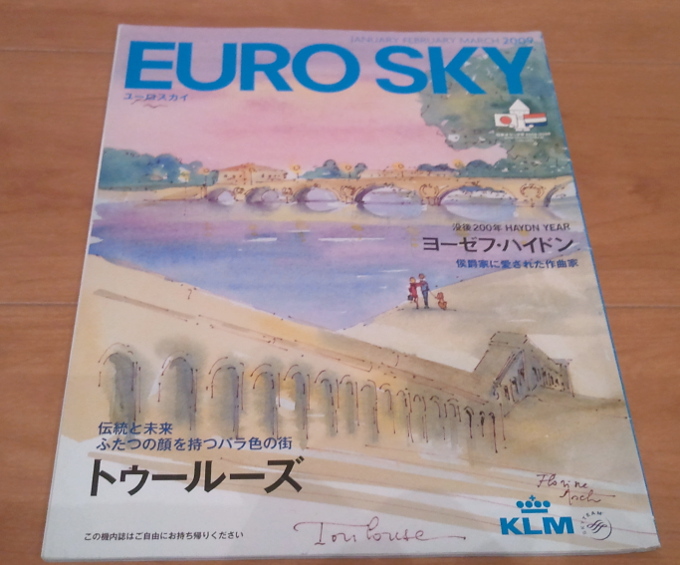 JANUARY FEBRUARY MARCH 2009
EURO SKY
ユーロスカイ
没後200年 HAYDN YEAR
ヨーゼフ・ハイドン
侯爵家に愛された作曲家
伝統と未来
ふたつの顔を持つバラ色の街
トゥールーズ
この機内誌はご自由にお持ち帰りください
Toulouse
KLM
SKYTEAM